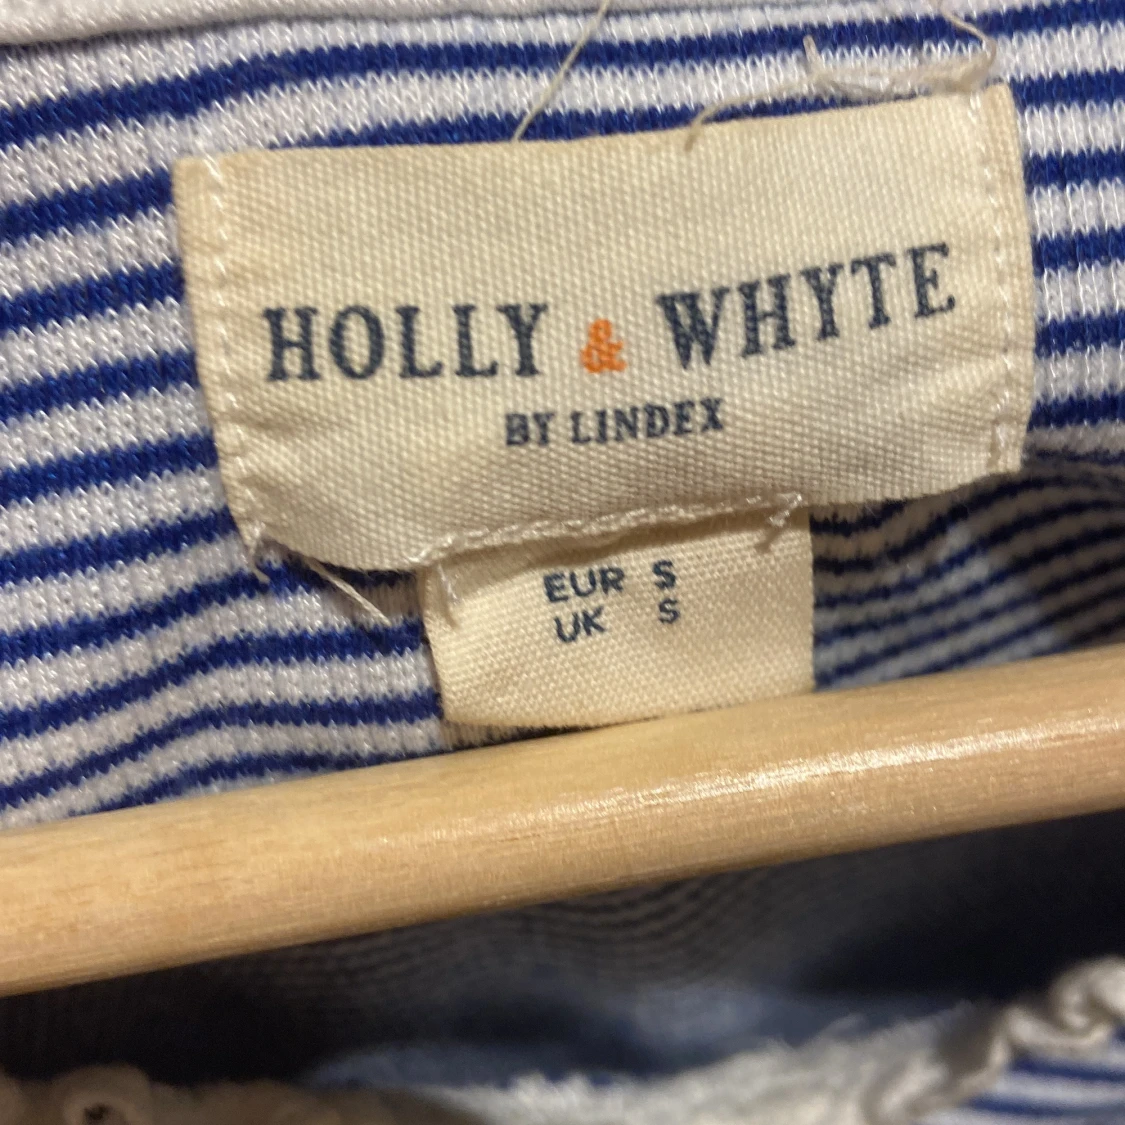 HOLLY & WHYTE
BY LINDEX
EUR S
UK S